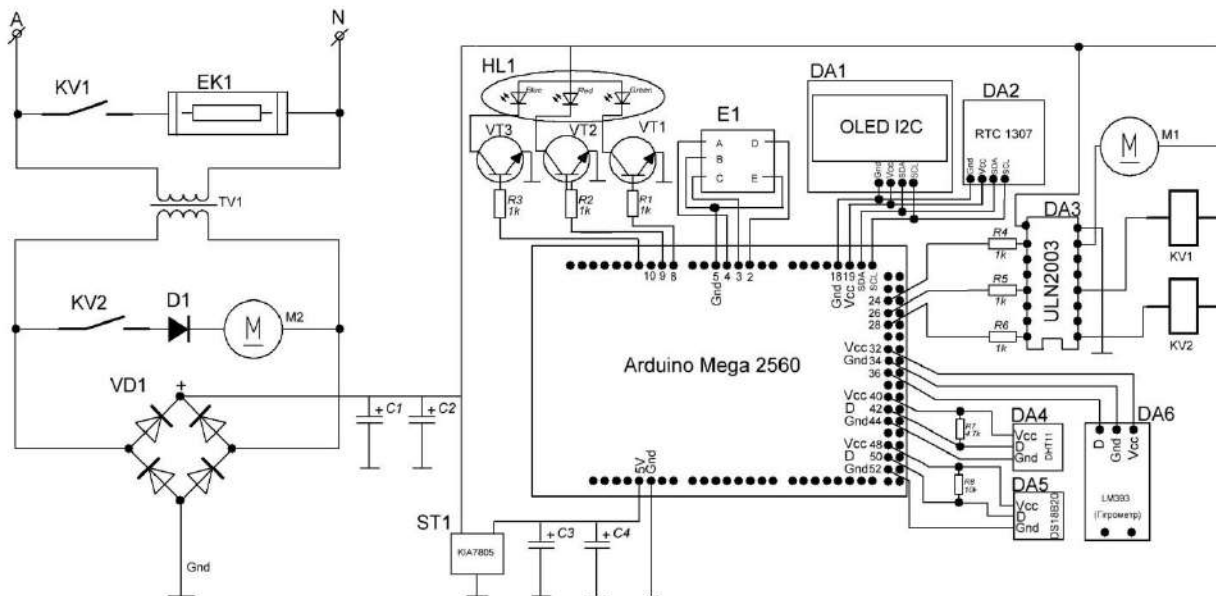 A
N
KV1
EK1
TV1
KV2
D1
M
M2
VD1
+
Gnd
+ C1
+ C2
HL1
Blue
Red
Green
VT3
VT2
VT1
R3
1k
R2
1k
R1
1k
E1
A
B
C
D
E
DA1
OLED I2C
Gnd
Vcc
SDA
SCL
DA2
RTC 1307
Gnd
Vcc
SDA
SCL
M
M1
DA3
ULN2003
R4
1k
R5
1k
R6
1k
KV1
KV2
10
9
8
Gnd
5
4
3
2
Gnd
18
Vcc
19
SDA
SCL
24
26
28
Vcc 32
Gnd 34
36
Vcc 40
D 42
Gnd 44
Vcc 48
D 50
Gnd 52
Arduino Mega 2560
5V
Gnd
R7
4.7k
R8
10k
DA4
Vcc
D
Gnd
DHT11
DA5
Vcc
D
Gnd
DS18B20
DA6
D
Gnd
Vcc
LM393
(Гігрометр)
ST1
KIA7805
+ C3
+ C4